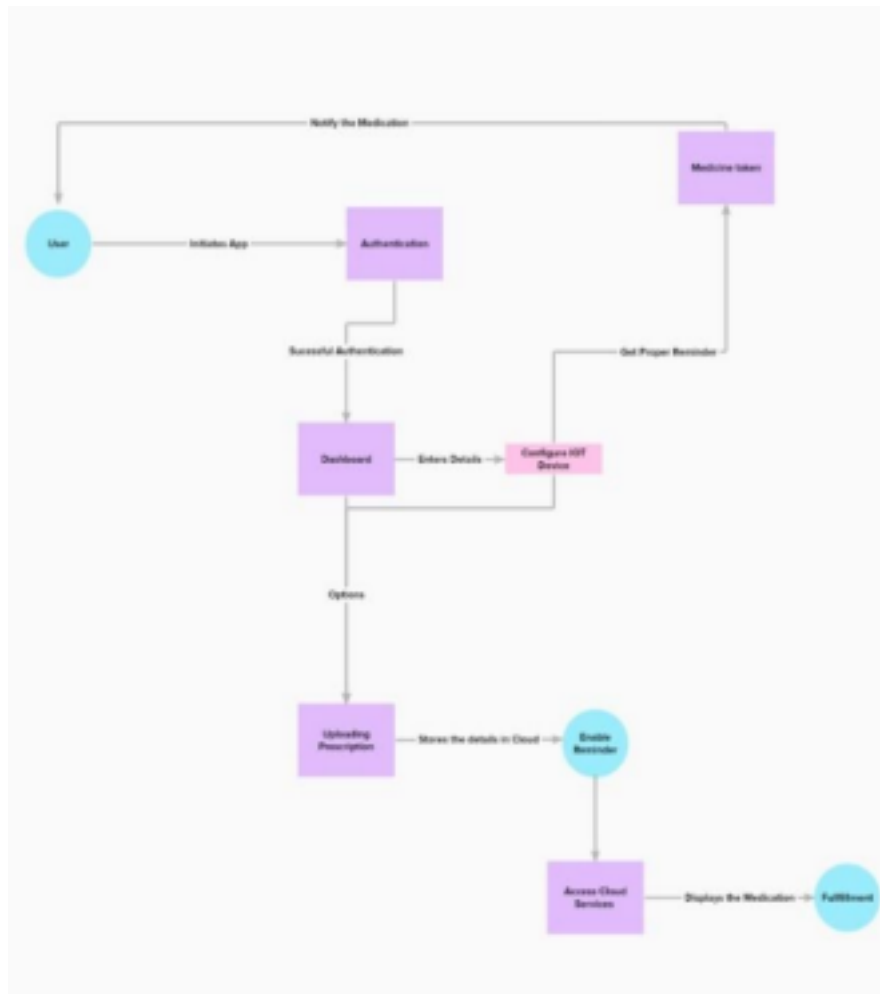 Notify the Medication
Medicine taken
User
Initiates App
Authentication
Sucessful Authentication
Get Proper Reminder
Dashboard
Enters Details
Configure IOT
Device
Options
Uploading
Prescription
Stores the details in Cloud
Enable
Reminder
Access Cloud
Services
Displays the Medication
Fulfillment